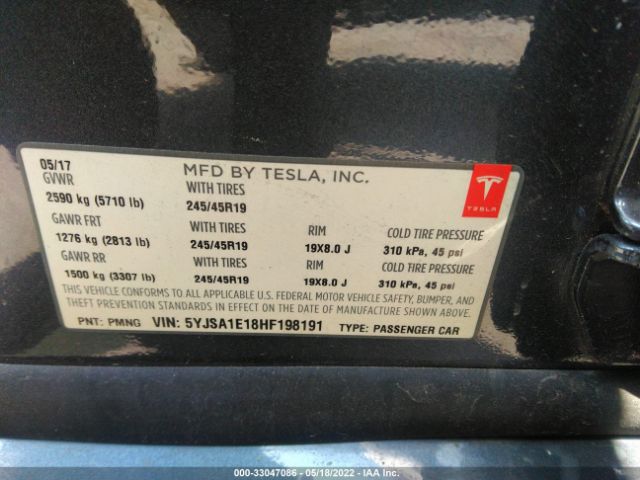 05/17 MFD BY TESLA, INC.
GVWR WITH TIRES
2590 kg (5710 lb) 245/45R19
GAWR FRT WITH TIRES RIM COLD TIRE PRESSURE
1276 kg (2813 lb) 245/45R19 19X8.0 J 310 kPa, 45 psi
GAWR RR WITH TIRES RIM COLD TIRE PRESSURE
1500 kg (3307 lb) 245/45R19 19X8.0 J 310 kPa, 45 psi
THIS VEHICLE CONFORMS TO ALL APPLICABLE U.S. FEDERAL MOTOR VEHICLE SAFETY, BUMPER, AND
THEFT PREVENTION STANDARDS IN EFFECT ON THE DATE OF MANUFACTURE SHOWN ABOVE.
PNT: PMNG VIN: 5YJSA1E18HF198191 TYPE: PASSENGER CAR
TESLA
000-33047086 - 05/18/2022 - IAA Inc.